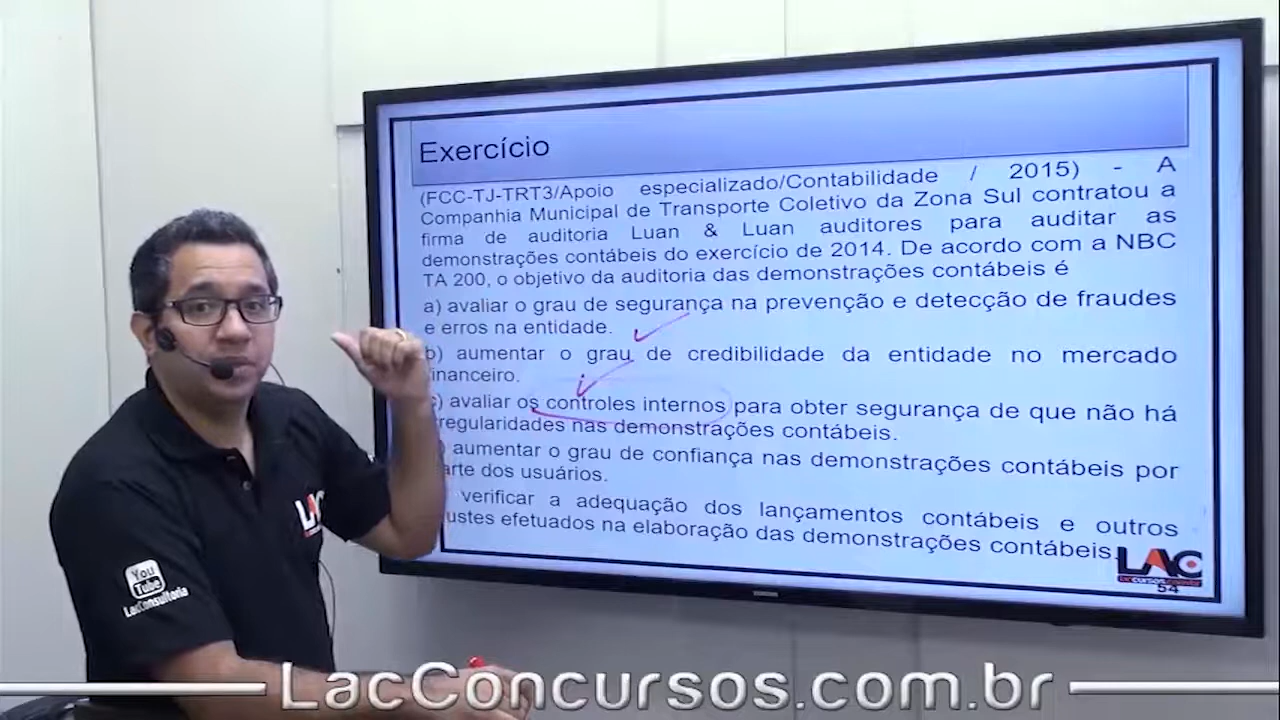 Exercício
(FCC-TJ-TRT3/Apoio especializado/Contabilidade / 2015) - A
Companhia Municipal de Transporte Coletivo da Zona Sul contratou a
firma de auditoria Luan & Luan auditores para auditar as
demonstrações contábeis do exercício de 2014. De acordo com a NBC
TA 200, o objetivo da auditoria das demonstrações contábeis é
a) avaliar o grau de segurança na prevenção e detecção de fraudes
e erros na entidade.
b) aumentar o grau de credibilidade da entidade no mercado
inanceiro.
c) avaliar os controles internos para obter segurança de que não há
rregularidades nas demonstrações contábeis.
) aumentar o grau de confiança nas demonstrações contábeis por
arte dos usuários.
verificar a adequação dos lançamentos contábeis e outros
ustes efetuados na elaboração das demonstrações contábeis.
LAC
54
LAC
You
Tube
LacConsultoria
LacConcursos.com.br